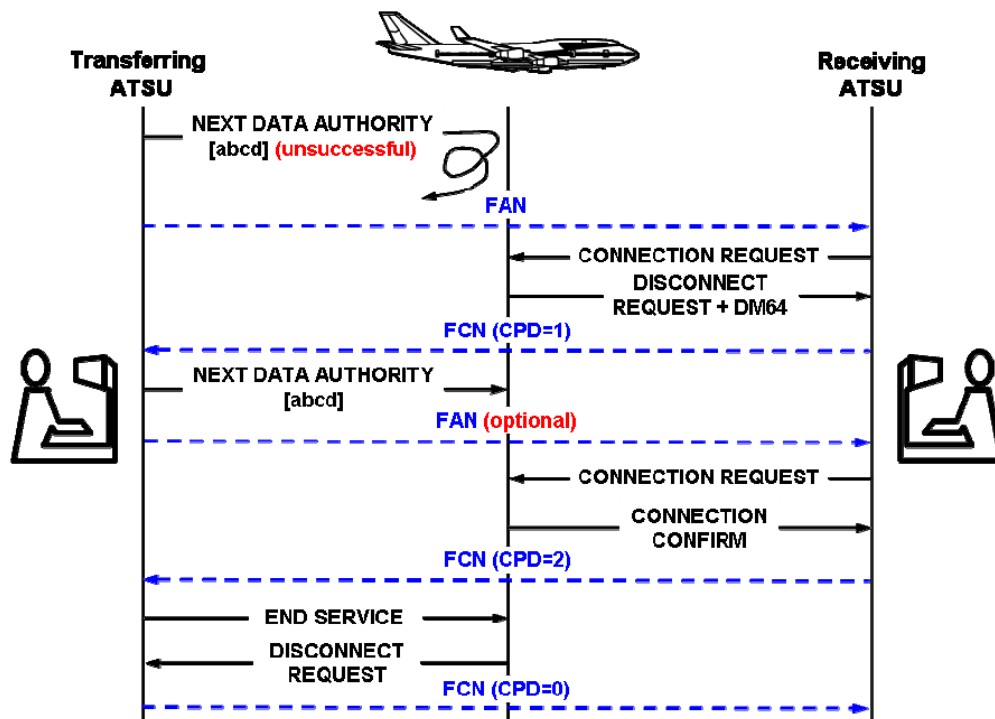 Transferring
ATSU
Receiving
ATSU
NEXT DATA AUTHORITY
[abcd] (unsuccessful)
FAN
CONNECTION REQUEST
DISCONNECT
REQUEST + DM64
FCN (CPD=1)
NEXT DATA AUTHORITY
[abcd]
FAN (optional)
CONNECTION REQUEST
CONNECTION
CONFIRM
FCN (CPD=2)
END SERVICE
DISCONNECT
REQUEST
FCN (CPD=0)